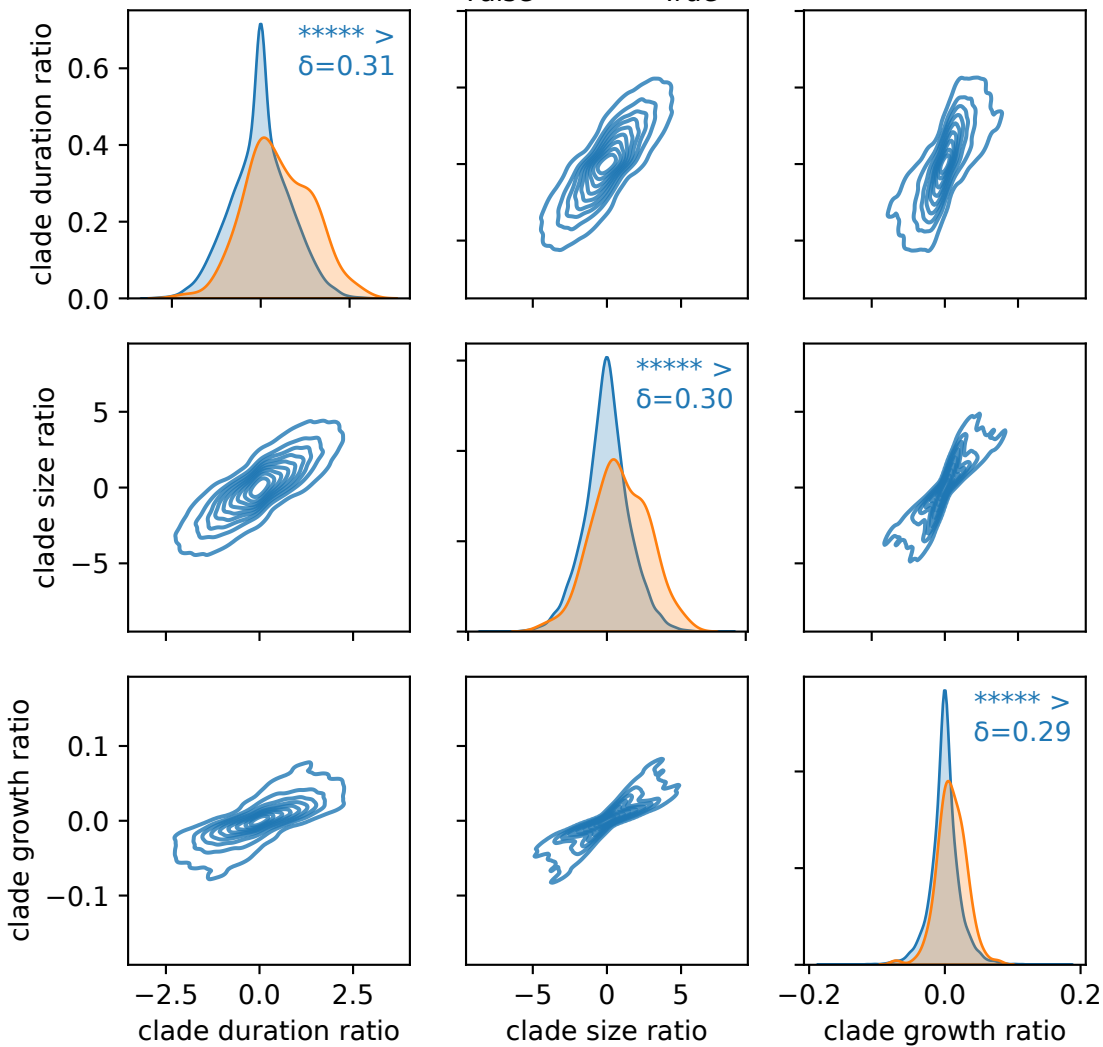 ***** >
δ=0.31
clade duration ratio
0.6
0.4
0.2
0.0
***** >
δ=0.30
clade size ratio
5
0
−5
***** >
δ=0.29
clade growth ratio
0.1
0.0
−0.1
−2.5 0.0 2.5
−5 0 5
−0.2 0.0 0.2
clade duration ratio
clade size ratio
clade growth ratio